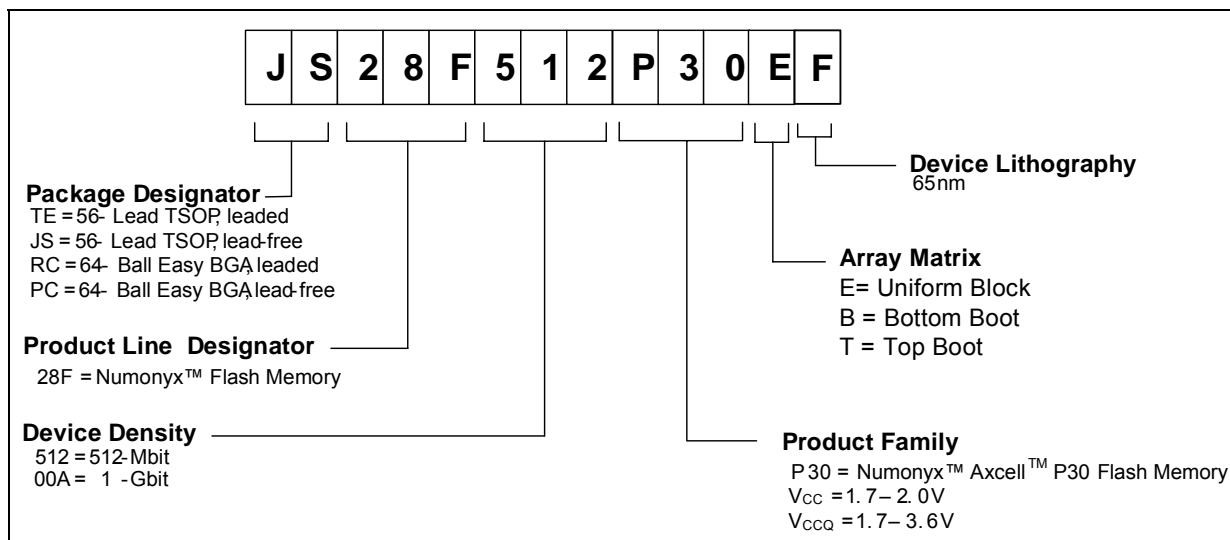 J S 2 8 F 5 1 2 P 3 0 E F
Package Designator
TE = 56- Lead TSOP, leaded
JS = 56- Lead TSOP, lead-free
RC = 64- Ball Easy BGA, leaded
PC = 64- Ball Easy BGA, lead-free
Product Line Designator
28F = Numonyx™ Flash Memory
Device Density
512 = 512-Mbit
00A = 1 -Gbit
Device Lithography
65nm
Array Matrix
E= Uniform Block
B = Bottom Boot
T = Top Boot
Product Family
P30 = Numonyx™ Axcell™ P30 Flash Memory
VCC = 1.7– 2.0V
VCCQ = 1.7– 3.6V